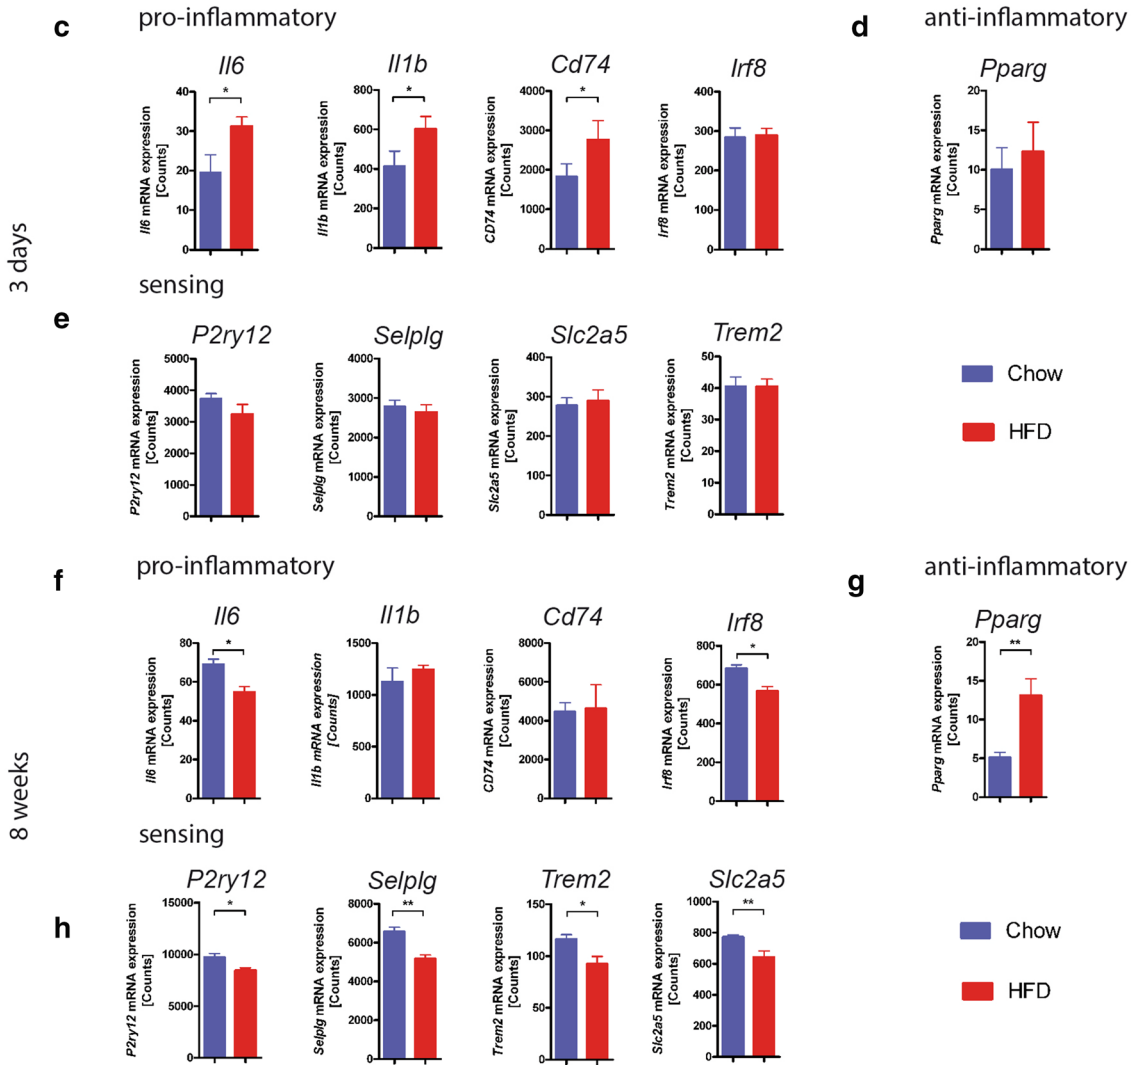 c pro-inflammatory
d anti-inflammatory
3 days
Il6
Il6 mRNA expression
[Counts]
40
30
20
10
0
*
Il1b
Il1b mRNA expression
[Counts]
800
600
400
200
0
*
Cd74
CD74 mRNA expression
[Counts]
4000
3000
2000
1000
0
*
Irf8
Irf8 mRNA expression
[Counts]
400
300
200
100
0
Pparg
Pparg mRNA expression
[Counts]
20
15
10
5
0
sensing
e
P2ry12
P2ry12 mRNA expression
[Counts]
5000
4000
3000
2000
1000
0
Selplg
Selplg mRNA expression
[Counts]
4000
3000
2000
1000
0
Slc2a5
Slc2a5 mRNA expression
[Counts]
400
300
200
100
0
Trem2
Trem2 mRNA expression
[Counts]
50
40
30
20
10
0
Chow
HFD
f pro-inflammatory
g anti-inflammatory
8 weeks
Il6
Il6 mRNA expression
[Counts]
80
60
40
20
0
*
Il1b
Il1b mRNA expression
[Counts]
1500
1000
500
0
Cd74
CD74 mRNA expression
[Counts]
8000
6000
4000
2000
0
Irf8
Irf8 mRNA expression
[Counts]
800
600
400
200
0
*
Pparg
Pparg mRNA expression
[Counts]
20
15
10
5
0
**
sensing
h
P2ry12
P2ry12 mRNA expression
[Counts]
15000
10000
5000
0
*
Selplg
Selplg mRNA expression
[Counts]
8000
6000
4000
2000
0
**
Trem2
Trem2 mRNA expression
[Counts]
150
100
50
0
*
Slc2a5
Slc2a5 mRNA expression
[Counts]
1000
800
600
400
200
0
**
Chow
HFD